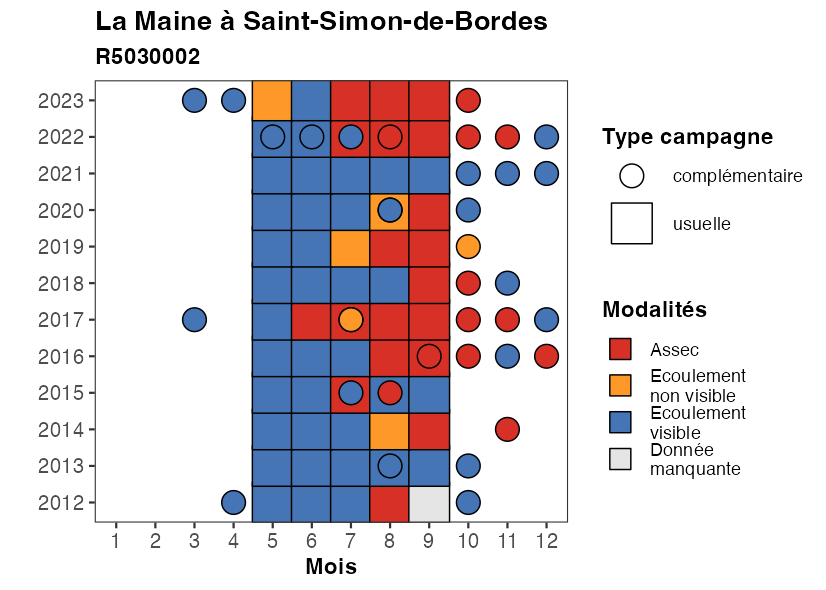 La Maine à Saint-Simon-de-Bordes
R5030002
2023
2022
2021
2020
2019
2018
2017
2016
2015
2014
2013
2012
1 2 3 4 5 6 7 8 9 10 11 12
Mois
Type campagne
complémentaire
usuelle
Modalités
Assec
Ecoulement
non visible
Ecoulement
visible
Donnée
manquante